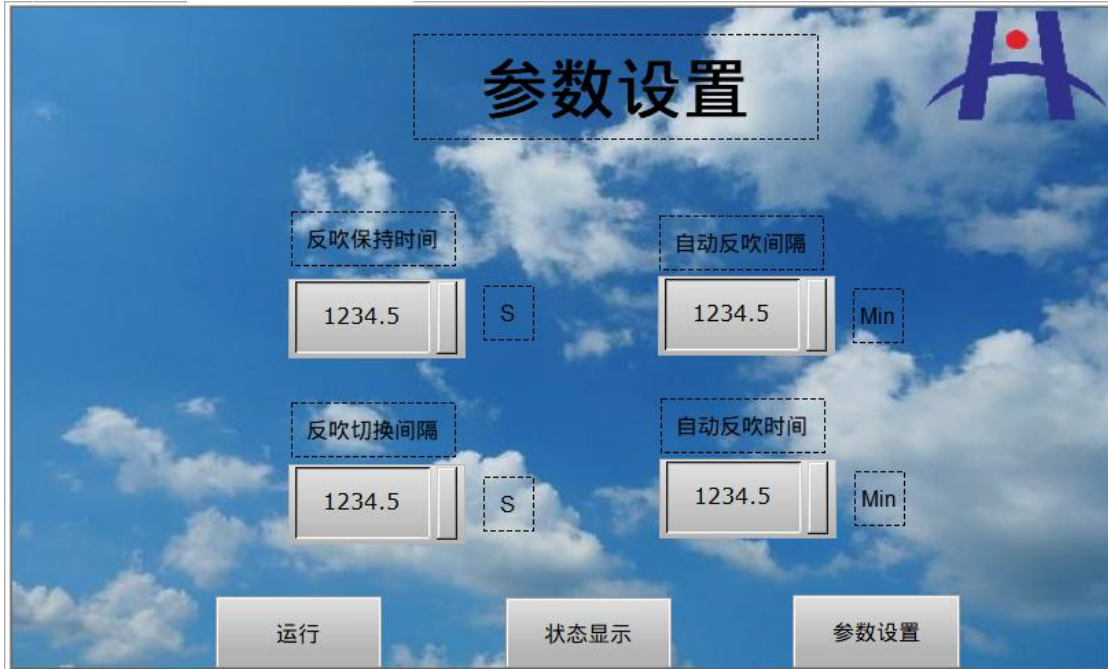 参数设置
反吹保持时间
自动反吹间隔
1234.5 S
1234.5 Min
反吹切换间隔
自动反吹时间
1234.5 S
1234.5 Min
运行
状态显示
参数设置